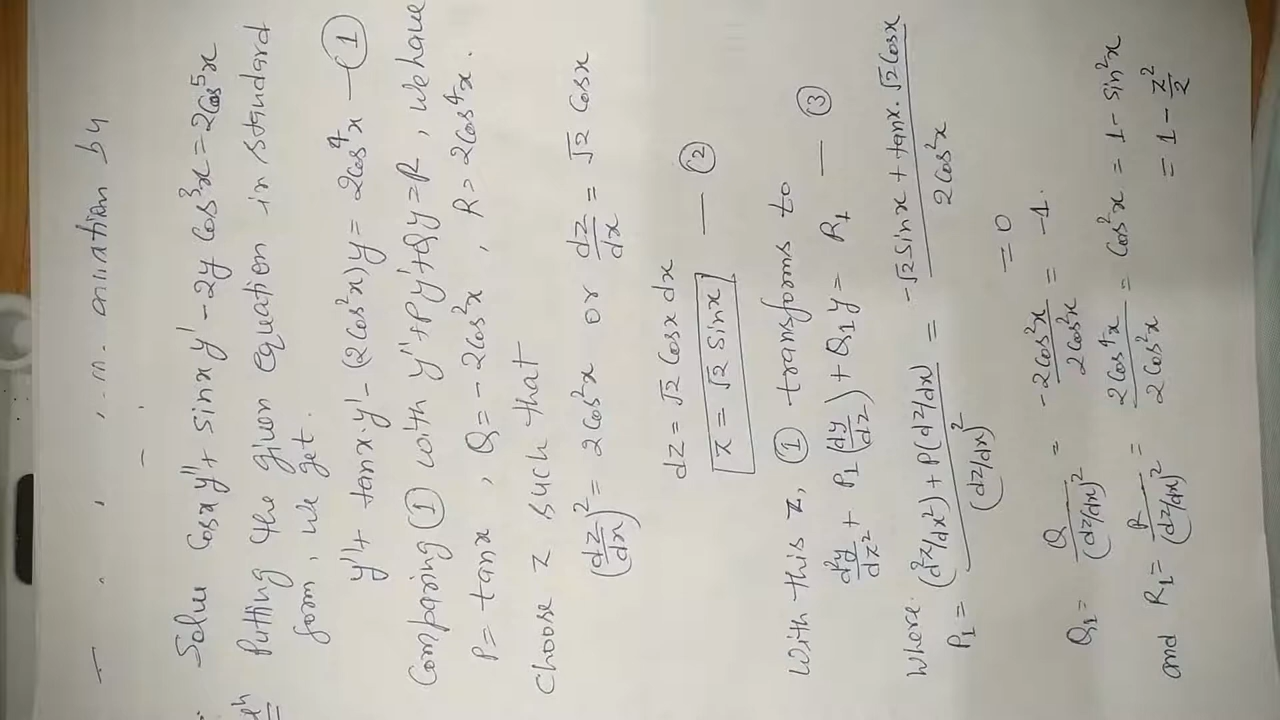 Solve Cosx y'' + sinx y' - 2y cos³x = 2Cos⁵x
Putting the given equation in standard
form, we get.
y'' + tanx·y' - (2Cos²x)y = 2Cos⁴x — ①
Comparing ① with y''+Py'+Qy=R, we have
P = tanx, Q = -2Cos²x, R = 2Cos⁴x.
Choose z such that
(dz/dx)² = 2Cos²x or dz/dx = √2 Cosx
dz = √2 Cosx dx
z = √2 Sinx — ②
With this z, ① transforms to
d²y/dz² + P₁(dy/dz) + Q₁y = R₁ — ③
Where.
P₁ = ((d²z/dx²) + P(dz/dx))/(dz/dx)² = (-√2 Sinx + tanx·√2 Cosx)/(2Cos²x)
= 0
Q₁ = Q/(dz/dx)² = -2Cos²x/2Cos²x = -1.
and R₁ = R/(dz/dx)² = 2Cos⁴x/2Cos²x = Cos²x = 1 - sin²x
= 1 - z²/2